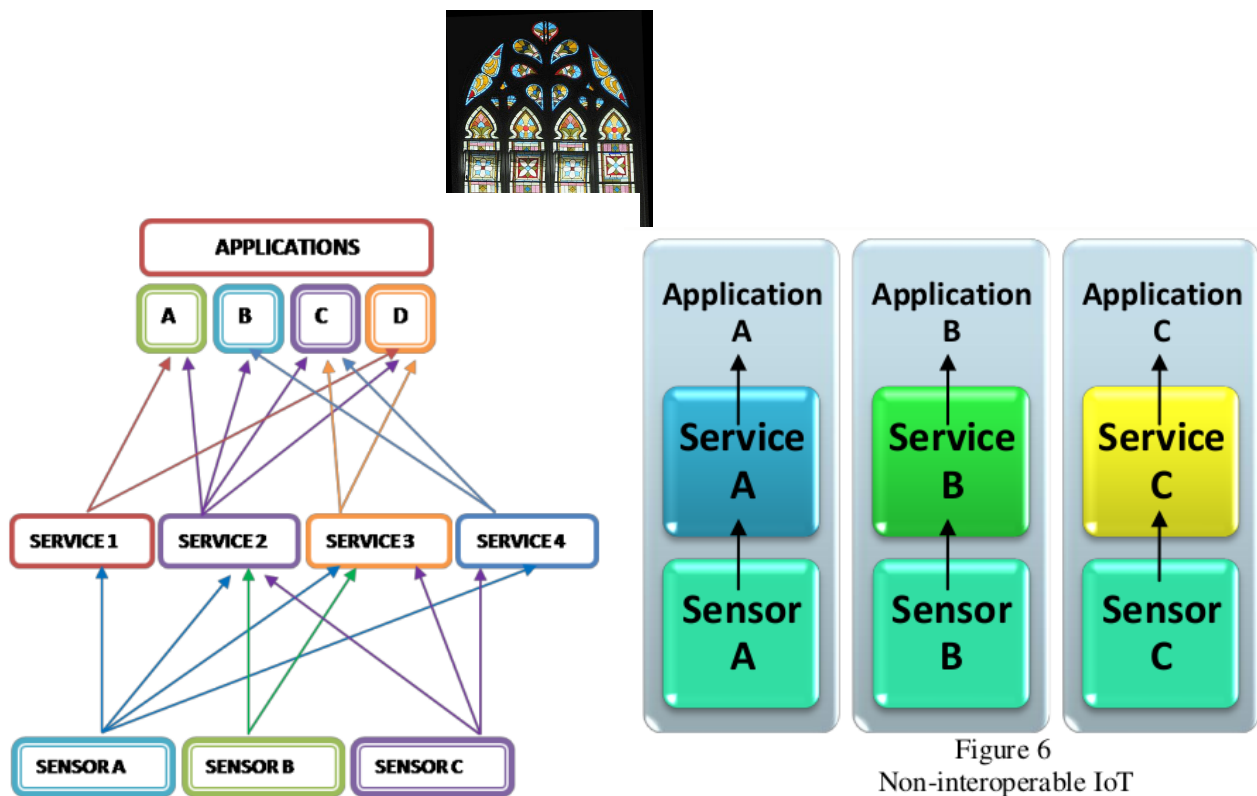 APPLICATIONS
A B C D
SERVICE 1 SERVICE 2 SERVICE 3 SERVICE 4
SENSOR A SENSOR B SENSOR C
Application
A
Service
A
Sensor
A
Application
B
Service
B
Sensor
B
Application
C
Service
C
Sensor
C
Figure 6
Non-interoperable IoT